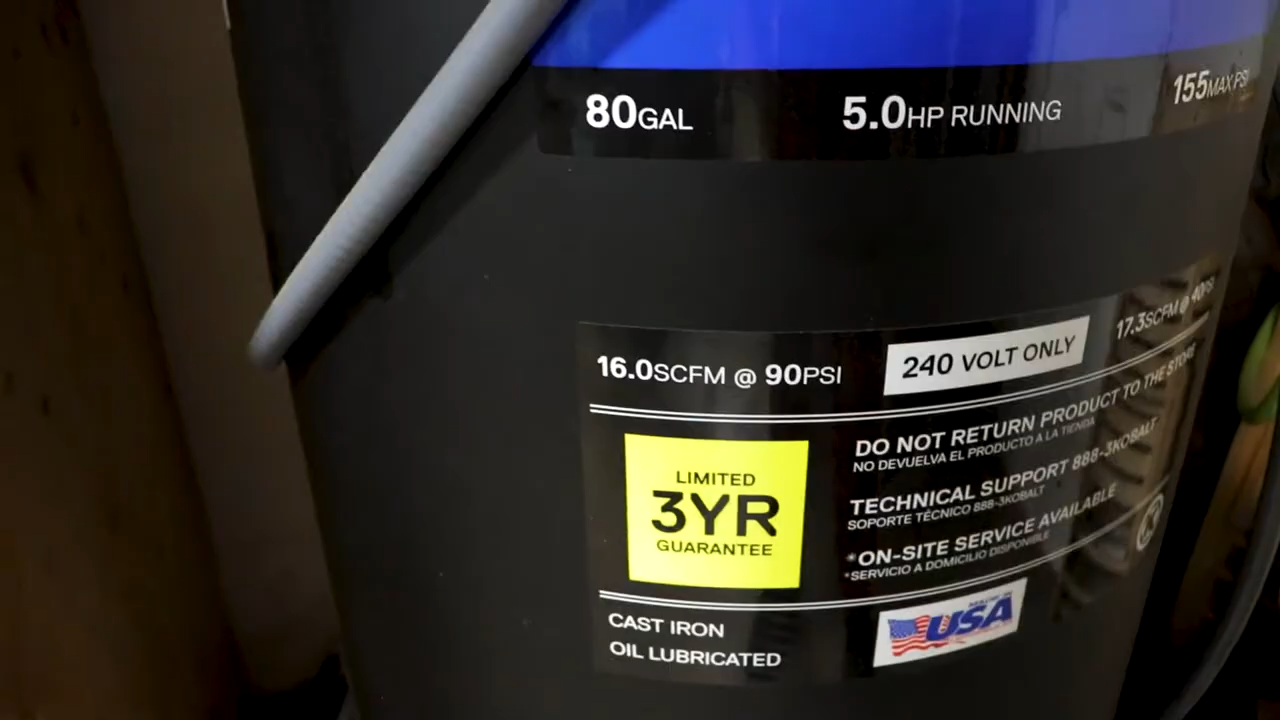 80GAL 5.0HP RUNNING 155MAX PSI
16.0SCFM @ 90PSI 240 VOLT ONLY 17.3SCFM @ 40PSI
LIMITED
3YR
GUARANTEE
DO NOT RETURN PRODUCT TO THE STORE
NO DEVUELVA EL PRODUCTO A LA TIENDA
TECHNICAL SUPPORT 888-3KOBALT
SOPORTE TÉCNICO 888-3KOBALT
*ON-SITE SERVICE AVAILABLE
*SERVICIO A DOMICILIO DISPONIBLE
CAST IRON
OIL LUBRICATED
MADE IN
USA